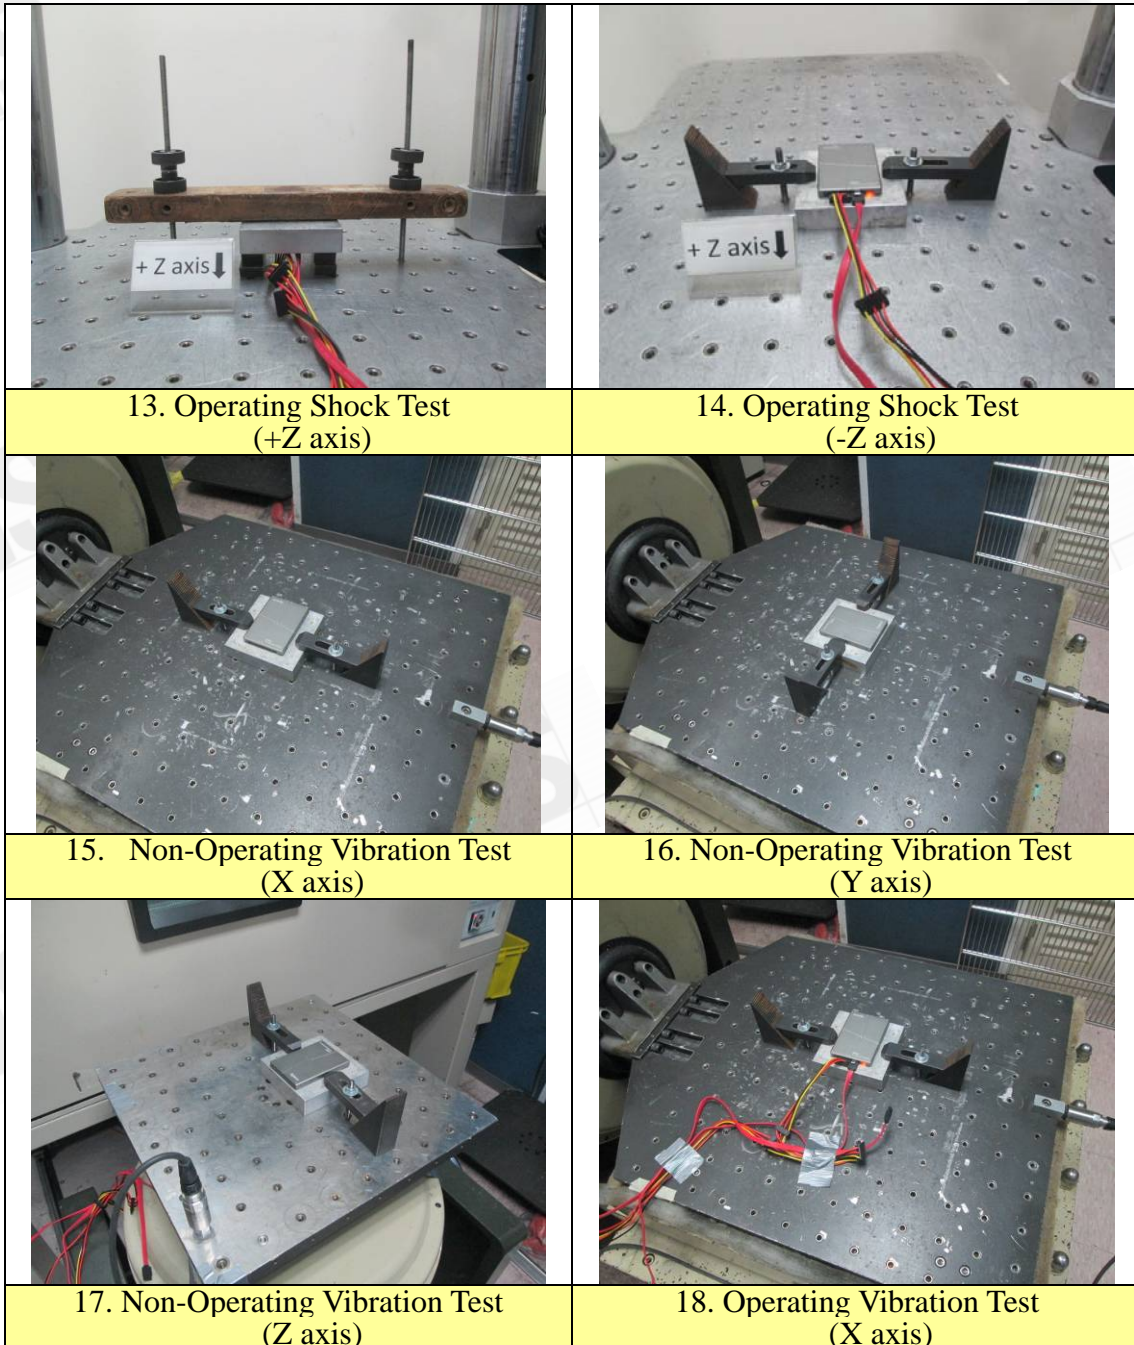 + Z axis
+ Z axis
13. Operating Shock Test
(+Z axis)
14. Operating Shock Test
(-Z axis)
15. Non-Operating Vibration Test
(X axis)
16. Non-Operating Vibration Test
(Y axis)
17. Non-Operating Vibration Test
(Z axis)
18. Operating Vibration Test
(X axis)